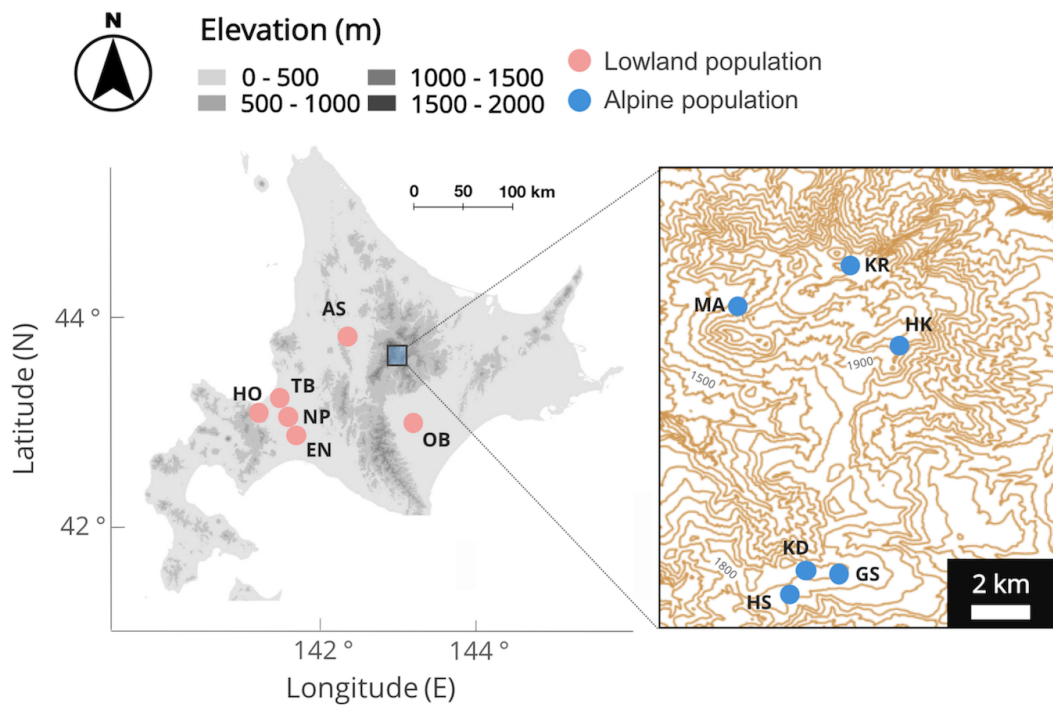 N
Elevation (m)
0 - 500
1000 - 1500
500 - 1000
1500 - 2000
Lowland population
Alpine population
0 50 100 km
44 °
42 °
Latitude (N)
142 °
144 °
Longitude (E)
AS
TB
HO
NP
EN
OB
KR
MA
HK
1900
1500
KD
1800
GS
HS
2 km